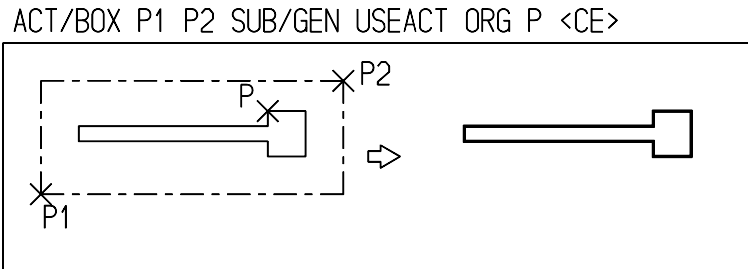 ACT/BOX P1 P2 SUB/GEN USEACT ORG P <CE>
P2
P
P1